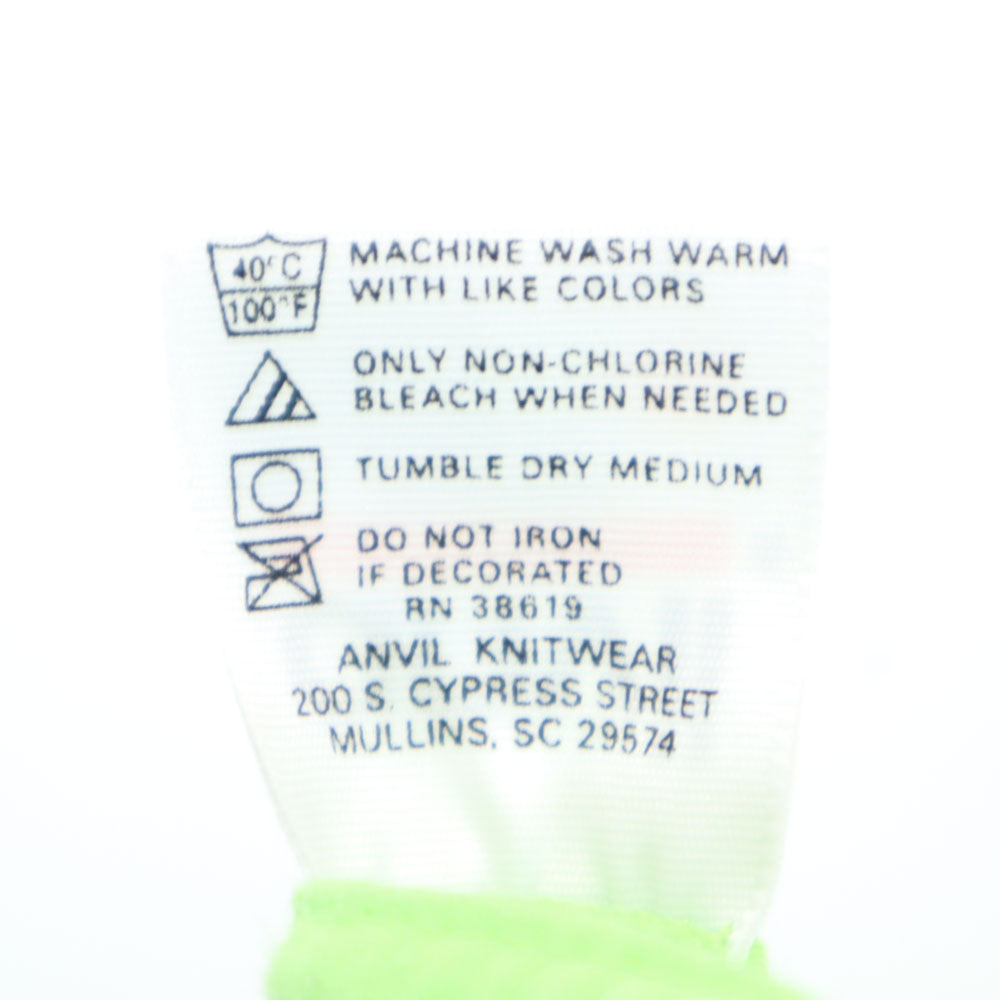 40°C
100°F
MACHINE WASH WARM
WITH LIKE COLORS
ONLY NON-CHLORINE
BLEACH WHEN NEEDED
TUMBLE DRY MEDIUM
DO NOT IRON
IF DECORATED
RN 38619
ANVIL KNITWEAR
200 S. CYPRESS STREET
MULLINS, SC 29574